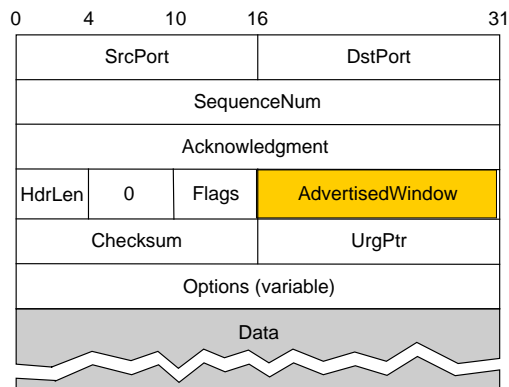 0 4 10 16 31
SrcPort DstPort
SequenceNum
Acknowledgment
HdrLen 0 Flags AdvertisedWindow
Checksum UrgPtr
Options (variable)
Data